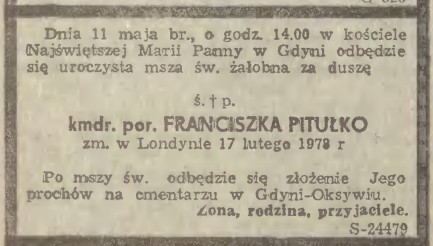 Dnia 11 maja br., o godz. 14.00 w kościele
Najświętszej Marii Panny w Gdyni odbędzie
się uroczysta msza św. żałobna za duszę
ś. † p.
kmdr. por. FRANCISZKA PITUŁKO
zm. w Londynie 17 lutego 1978 r
Po mszy św. odbędzie się złożenie Jego
prochów na cmentarzu w Gdyni-Oksywiu.
Żona, rodzina, przyjaciele.
S-24479